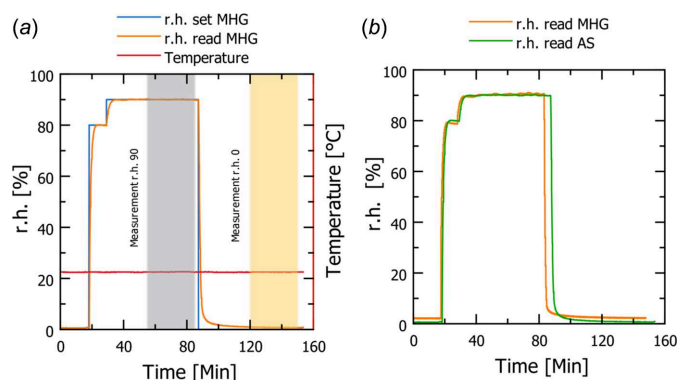 (a)
r.h. set MHG
r.h. read MHG
Temperature
100
80
60
40
20
0
r.h. [%]
Measurement r.h. 90
Measurement r.h. 0
Temperature [°C]
0 40 80 120 160
Time [Min]
(b)
r.h. read MHG
r.h. read AS
100
80
60
40
20
0
r.h. [%]
0 40 80 120 160
Time [Min]